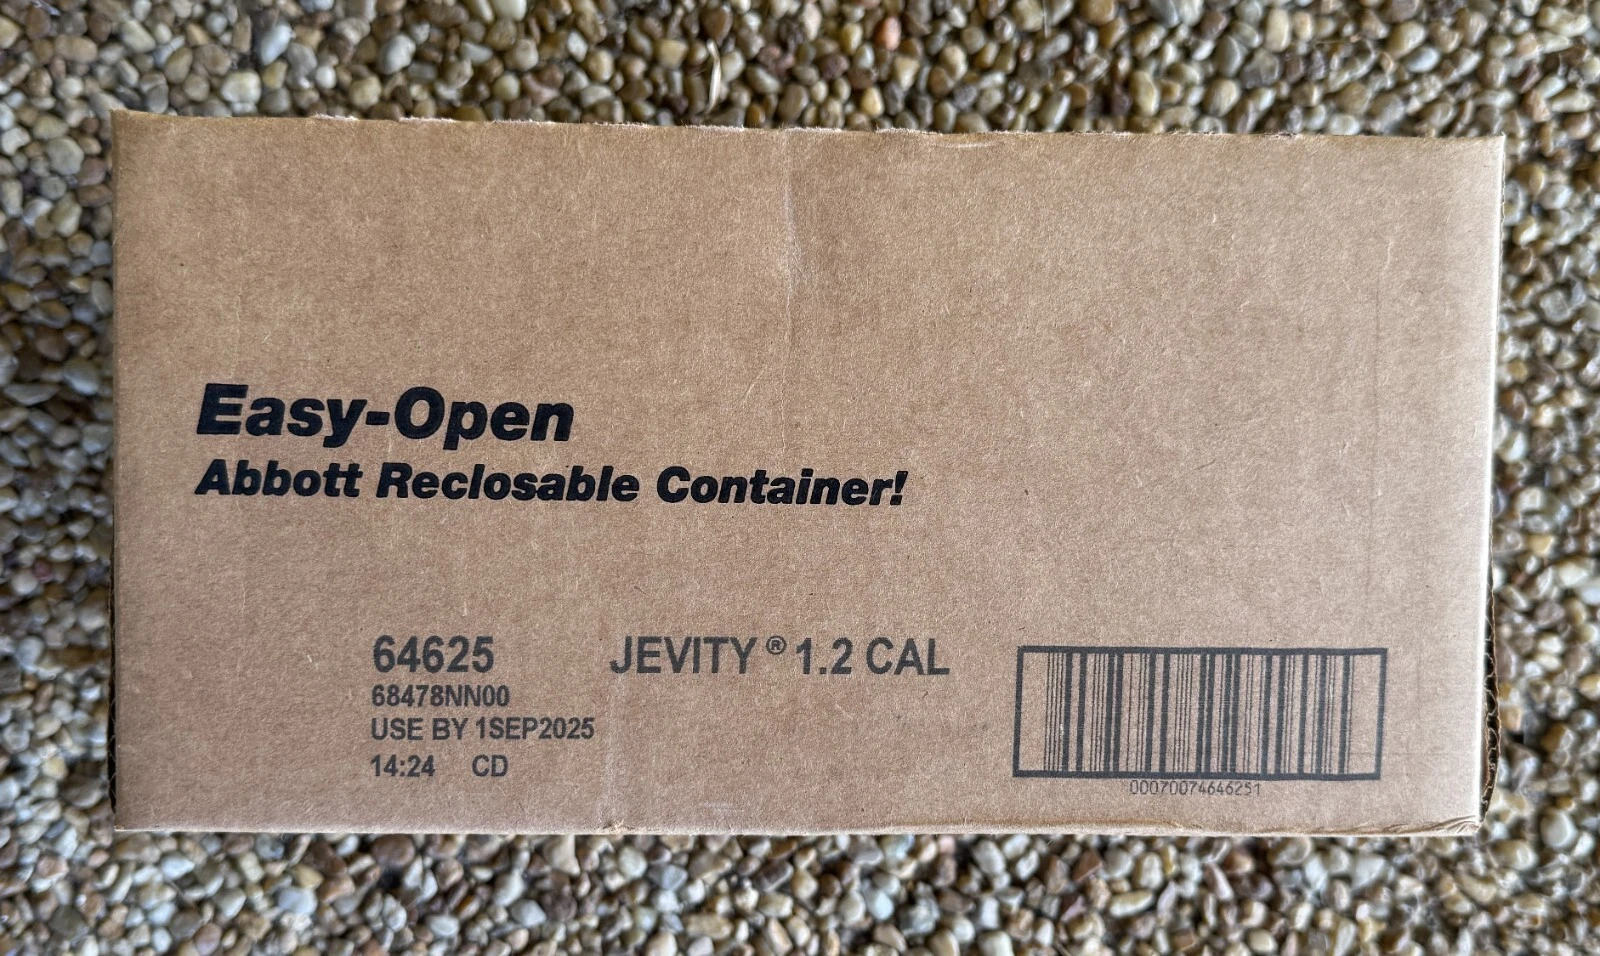 Easy-Open
Abbott Reclosable Container!
64625
68478NN00
USE BY 1SEP2025
14:24 CD
JEVITY® 1.2 CAL
00070074646251